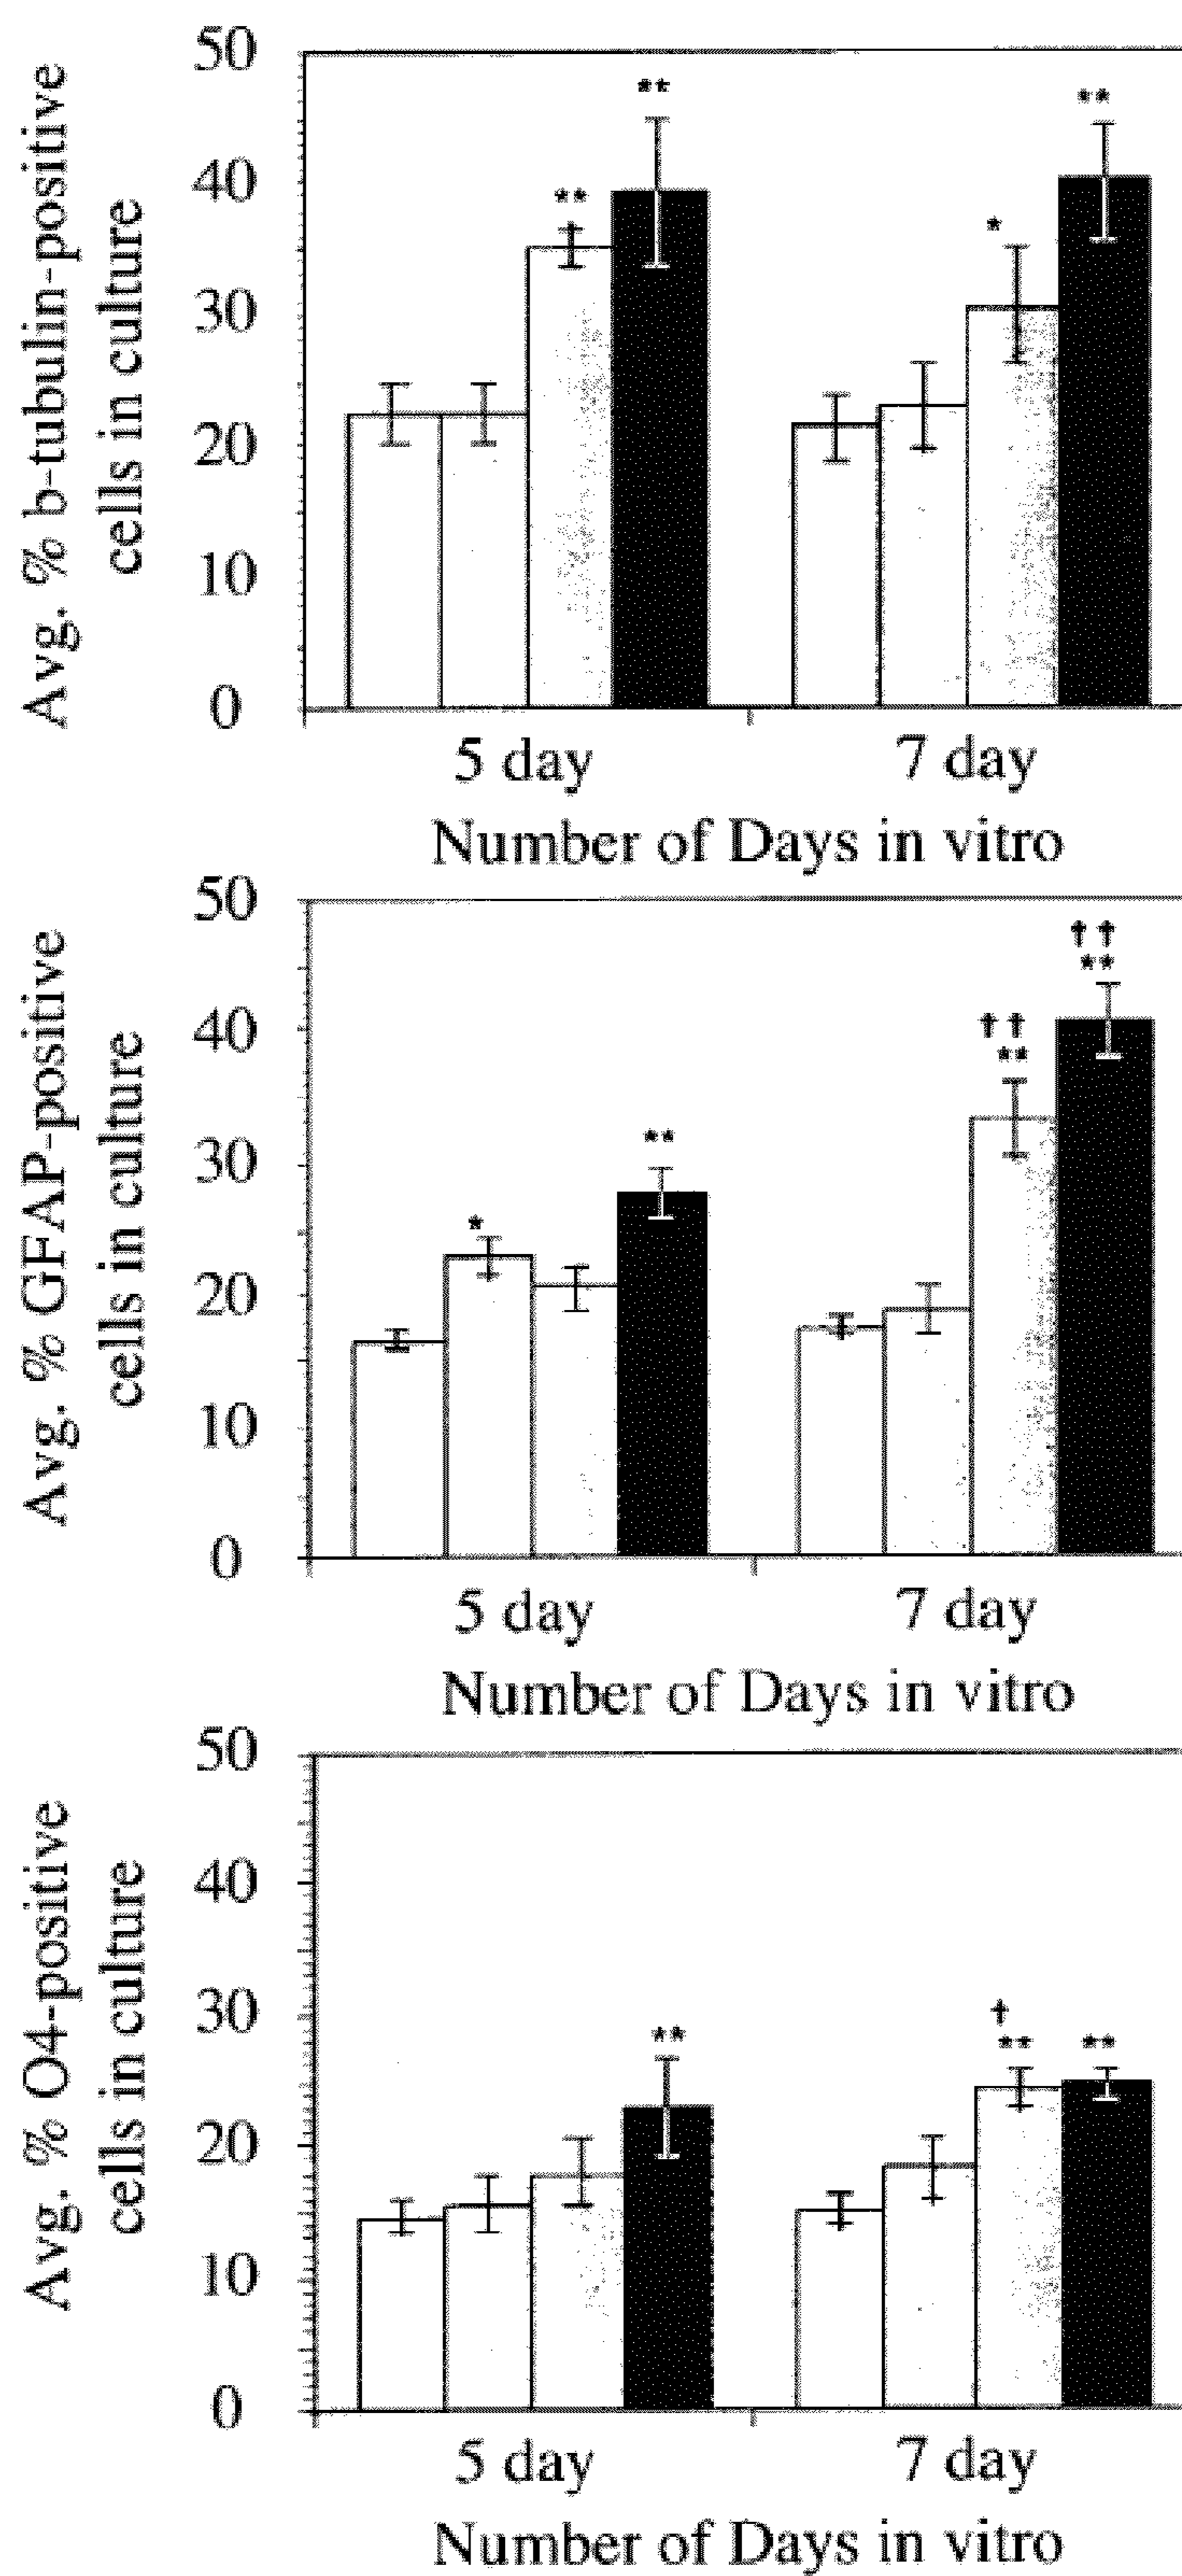 Avg. % b-tubulin-positive
cells in culture
50
40
30
20
10
0
**
**
*
**
5 day
7 day
Number of Days in vitro
Avg. % GFAP-positive
cells in culture
50
40
30
20
10
0
*
**
††
**
††
**
5 day
7 day
Number of Days in vitro
Avg. % O4-positive
cells in culture
50
40
30
20
10
0
**
†
**
**
5 day
7 day
Number of Days in vitro